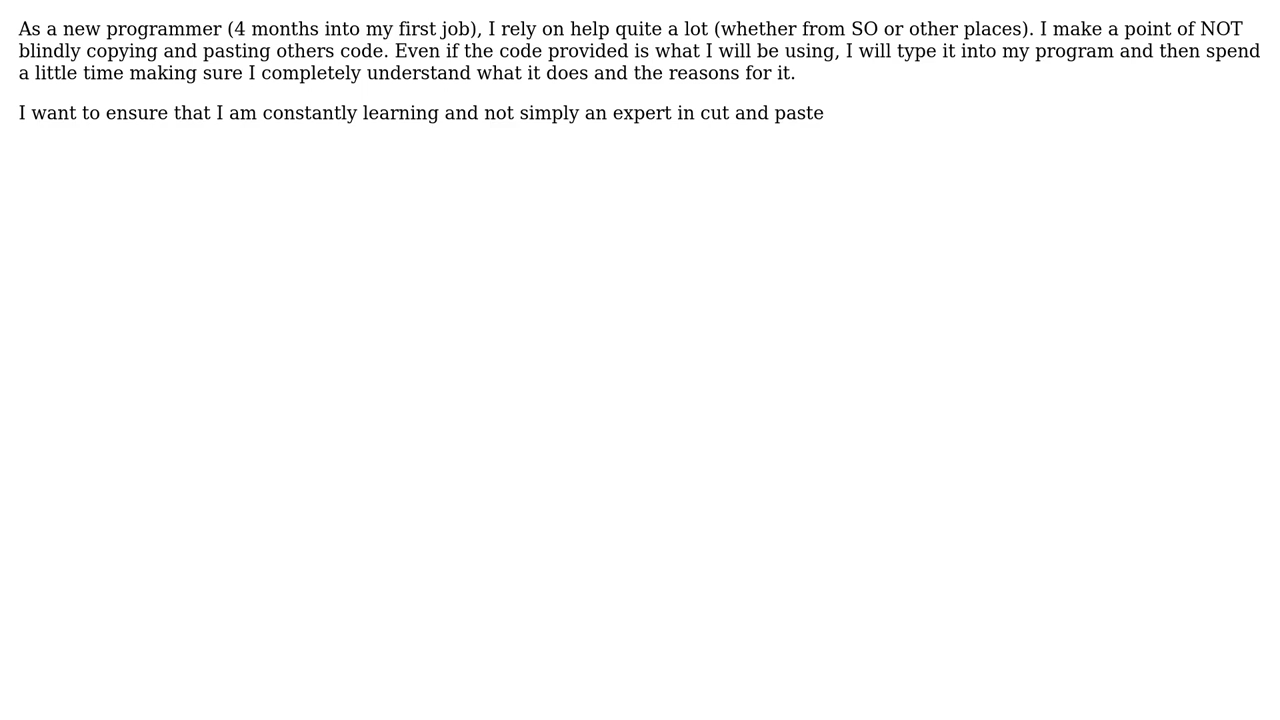 As a new programmer (4 months into my first job), I rely on help quite a lot (whether from SO or other places). I make a point of NOT
blindly copying and pasting others code. Even if the code provided is what I will be using, I will type it into my program and then spend
a little time making sure I completely understand what it does and the reasons for it.
I want to ensure that I am constantly learning and not simply an expert in cut and paste